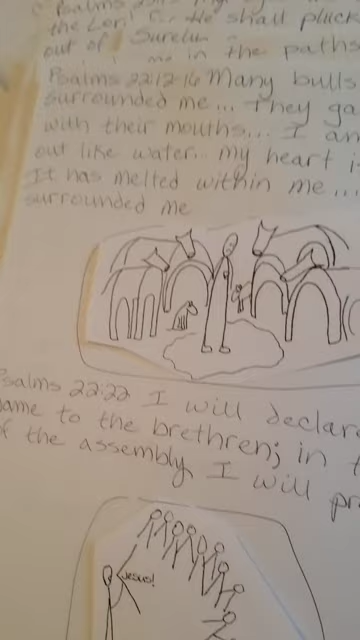 the Lord for He shall pluck
out of
me in the paths
Psalms 22:12-16 Many bulls
surrounded me... They ga
with their mouths... I am
out like water.. my heart i
It has melted within me...
surrounded me
Psalms 22:22 I will declare
name to the brethren; in t
of the assembly I will pr
Jesus!